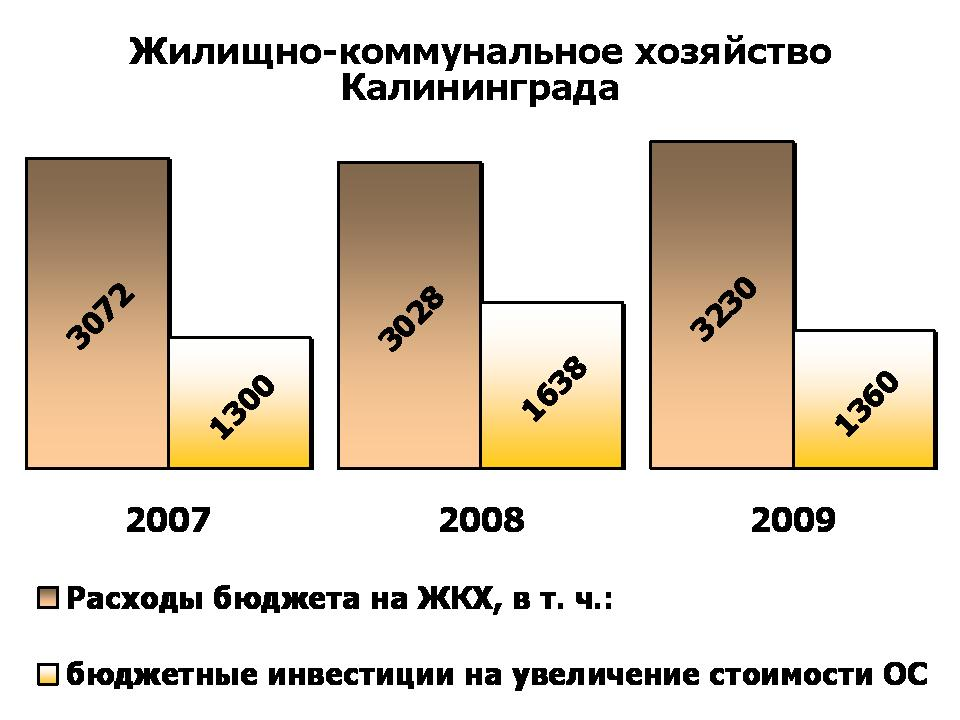 Жилищно-коммунальное хозяйство
Калининграда
3072
1300
3028
1638
3230
1360
2007
2008
2009
Расходы бюджета на ЖКХ, в т. ч.:
бюджетные инвестиции на увеличение стоимости ОС